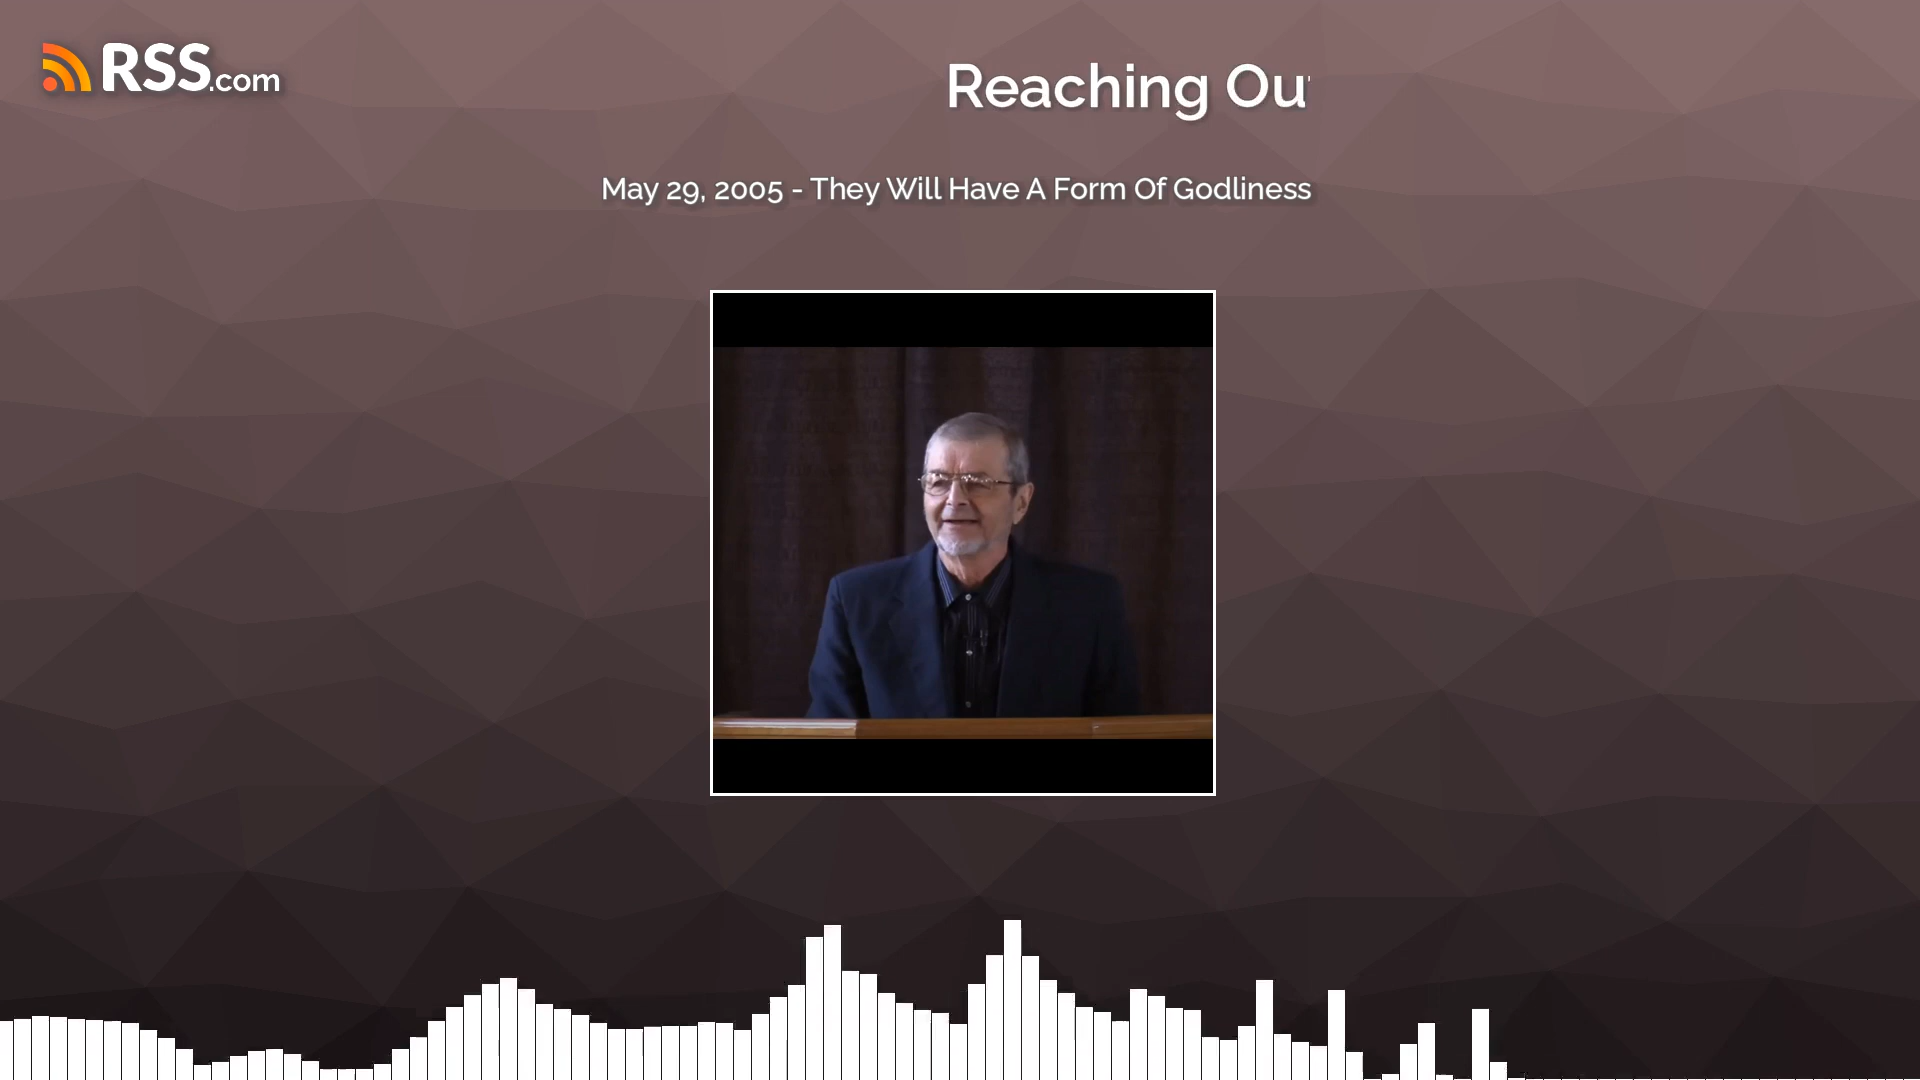 RSS.com
Reaching Ou
May 29, 2005 - They Will Have A Form Of Godliness